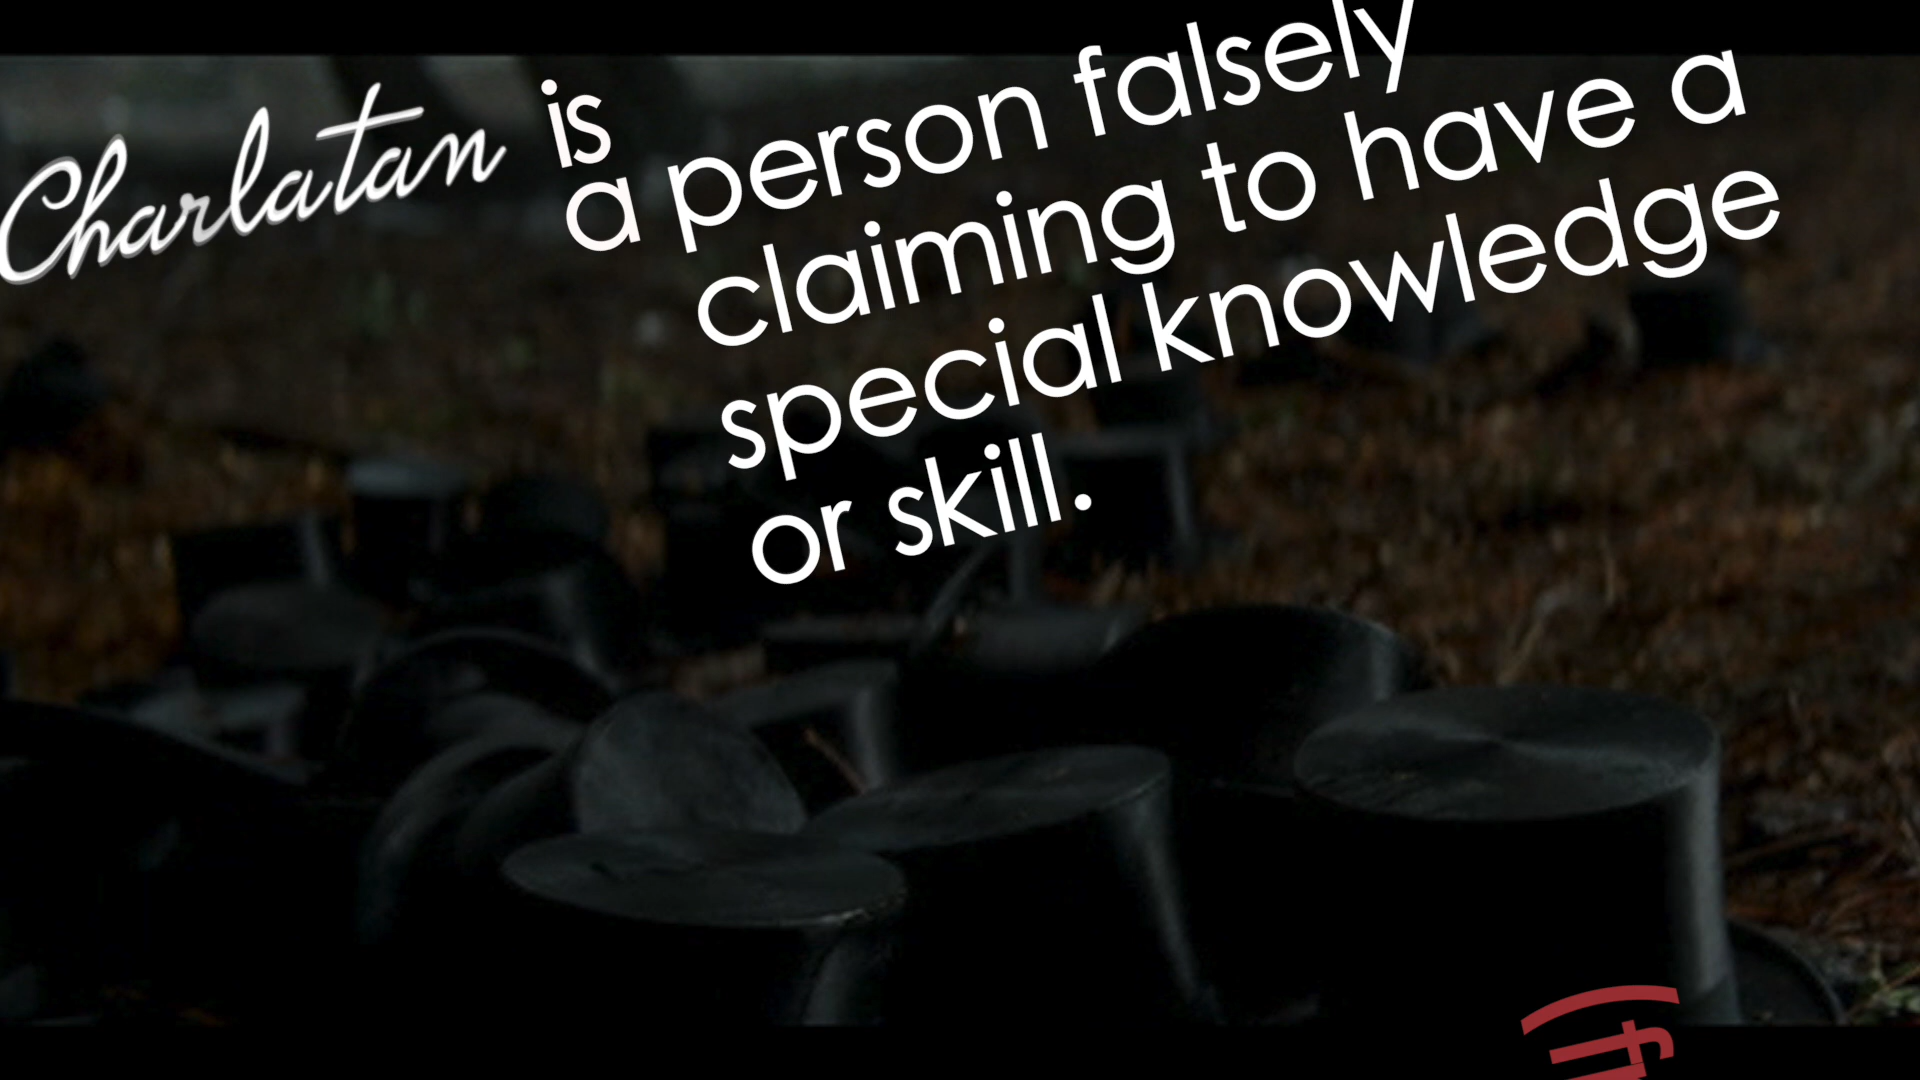 Charlatan is
a person falsely
claiming to have a
special knowledge
or skill.